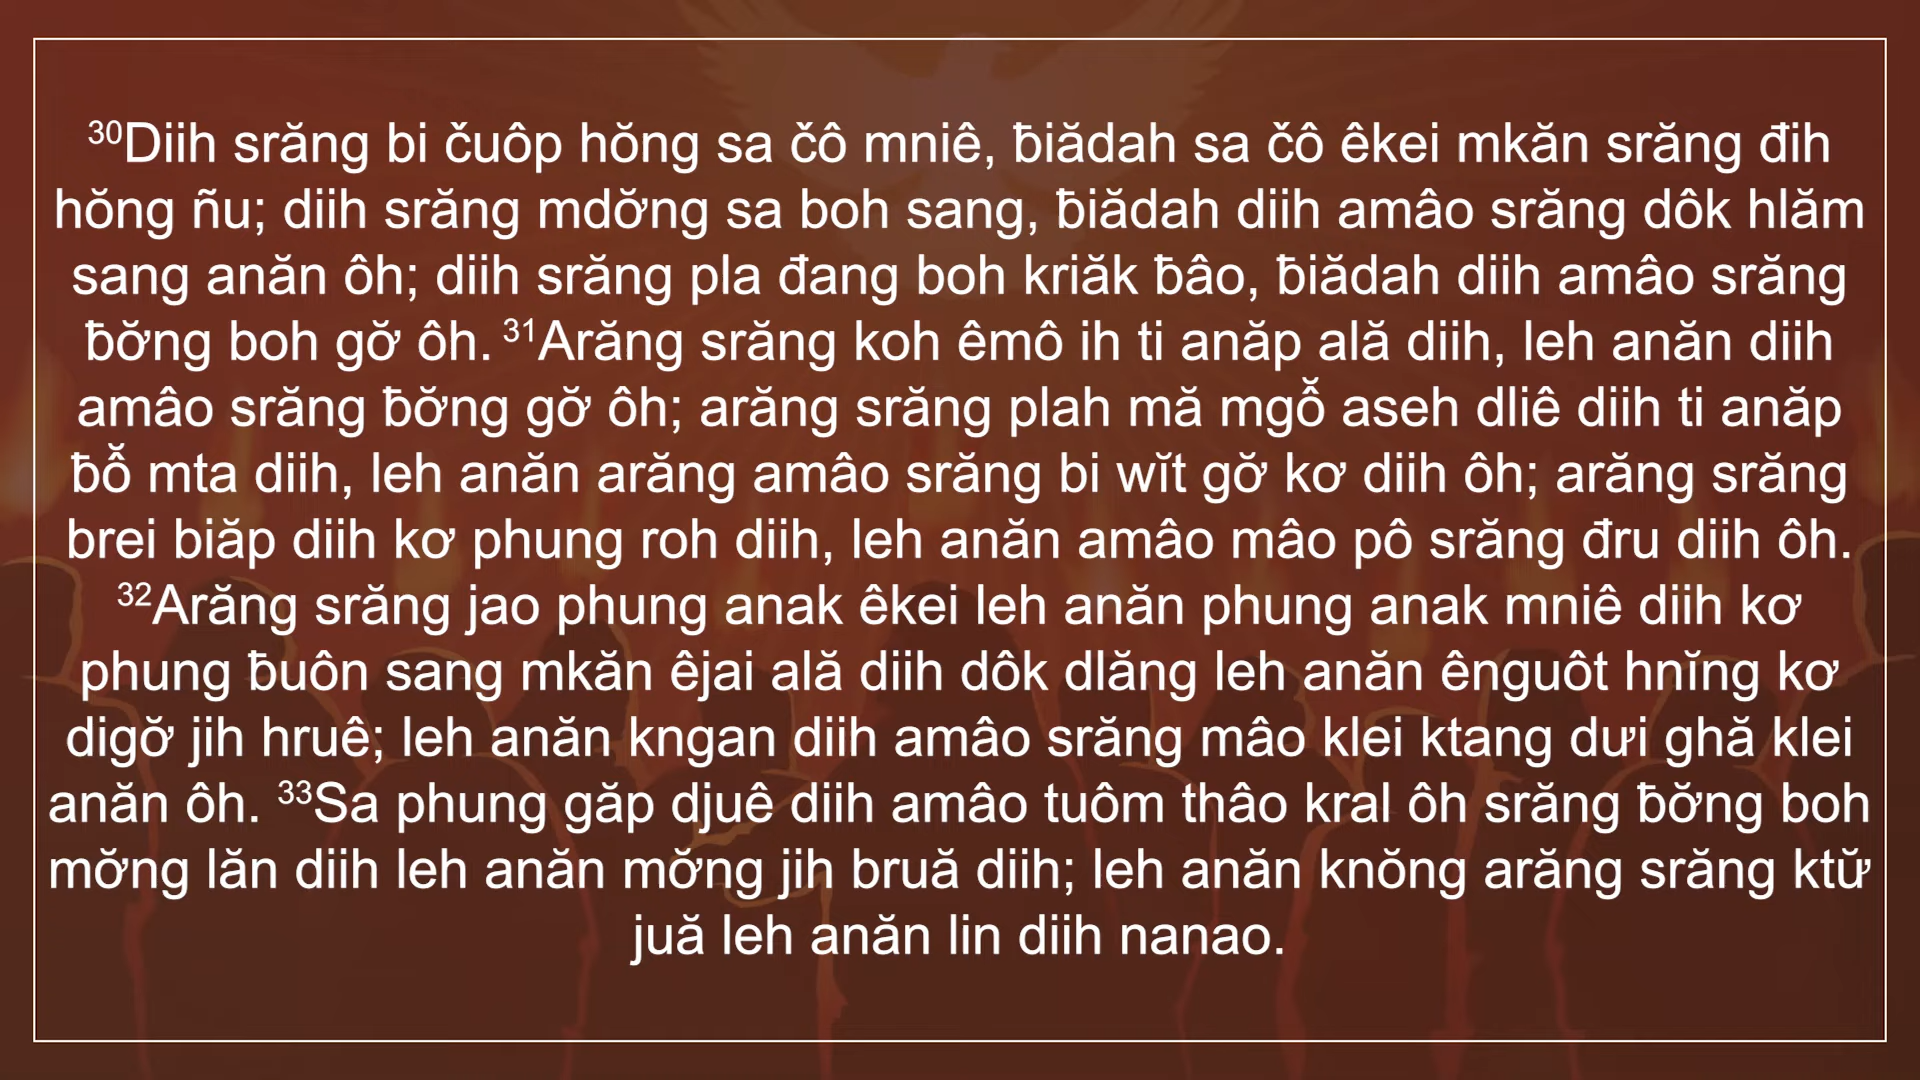 ³⁰Diih srăng bi čuôp hŏng sa čô mniê, ƀiădah sa čô êkei mkăn srăng đih
hŏng ñu; diih srăng mdơ̆ng sa boh sang, ƀiădah diih amâo srăng dôk hlăm
sang anăn ôh; diih srăng pla đang boh kriăk ƀâo, ƀiădah diih amâo srăng
ƀơ̆ng boh gơ̆ ôh. ³¹Arăng srăng koh êmô ih ti anăp ală diih, leh anăn diih
amâo srăng ƀơ̆ng gơ̆ ôh; arăng srăng plah mă mgô̆ aseh dliê diih ti anăp
ƀô̆ mta diih, leh anăn arăng amâo srăng bi wĭt gơ̆ kơ diih ôh; arăng srăng
brei biăp diih kơ phung roh diih, leh anăn amâo mâo pô srăng đru diih ôh.
³²Arăng srăng jao phung anak êkei leh anăn phung anak mniê diih kơ
phung ƀuôn sang mkăn êjai ală diih dôk dlăng leh anăn ênguôt hnĭng kơ
digơ̆ jih hruê; leh anăn kngan diih amâo srăng mâo klei ktang dưi ghă klei
anăn ôh. ³³Sa phung găp djuê diih amâo tuôm thâo kral ôh srăng ƀơ̆ng boh
mơ̆ng lăn diih leh anăn mơ̆ng jih bruă diih; leh anăn knŏng arăng srăng ktư̆
juă leh anăn lin diih nanao.